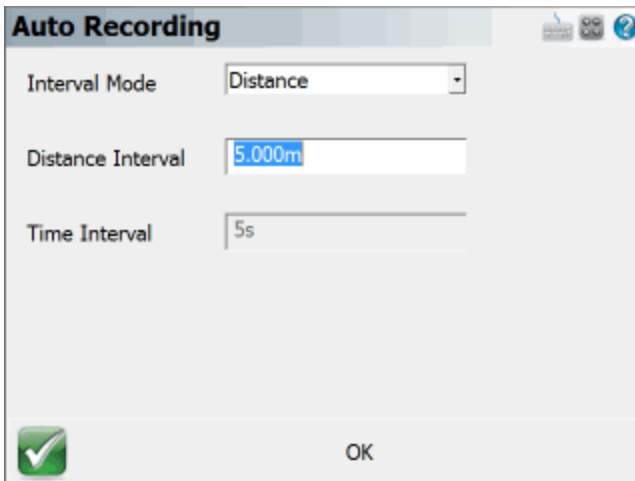 Auto Recording
Interval Mode Distance
Distance Interval 5.000m
Time Interval 5s
OK